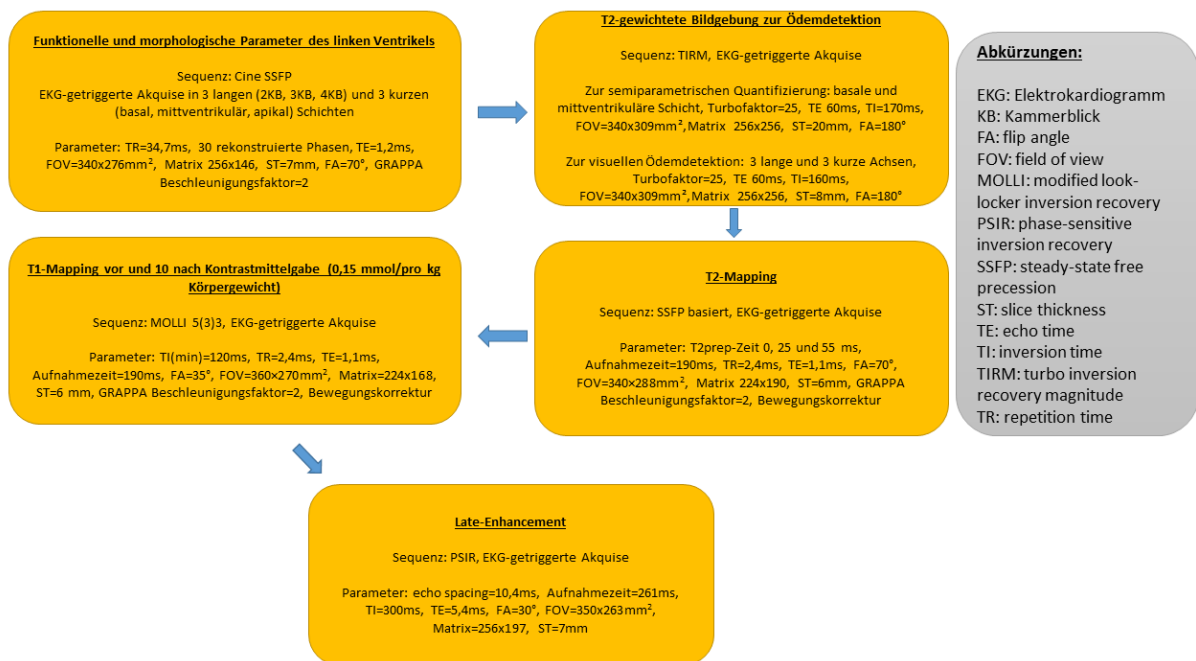 Funktionelle und morphologische Parameter des linken Ventrikels
Sequenz: Cine SSFP
EKG-getriggerte Akquise in 3 langen (2KB, 3KB, 4KB) und 3 kurzen
(basal, mittventrikulär, apikal) Schichten
Parameter: TR=34,7ms, 30 rekonstruierte Phasen, TE=1,2ms,
FOV=340x276mm², Matrix 256x146, ST=7mm, FA=70°, GRAPPA
Beschleunigungsfaktor=2
T2-gewichtete Bildgebung zur Ödemdetektion
Sequenz: TIRM, EKG-getriggerte Akquise
Zur semiparametrischen Quantifizierung: basale und
mittventrikuläre Schicht, Turbofaktor=25, TE 60ms, TI=170ms,
FOV=340x309mm²,Matrix 256x256, ST=20mm, FA=180°
Zur visuellen Ödemdetektion: 3 lange und 3 kurze Achsen,
Turbofaktor=25, TE 60ms, TI=160ms,
FOV=340x309mm²,Matrix 256x256, ST=8mm, FA=180°
T2-Mapping
Sequenz: SSFP basiert, EKG-getriggerte Akquise
Parameter: T2prep-Zeit 0, 25 und 55 ms,
Aufnahmezeit=190ms, TR=2,4ms, TE=1,1ms, FA=70°,
FOV=340×288mm², Matrix 224x190, ST=6mm, GRAPPA
Beschleunigungsfaktor=2, Bewegungskorrektur
T1-Mapping vor und 10 nach Kontrastmittelgabe (0,15 mmol/pro kg
Körpergewicht)
Sequenz: MOLLI 5(3)3, EKG-getriggerte Akquise
Parameter: TI(min)=120ms, TR=2,4ms, TE=1,1ms,
Aufnahmezeit=190ms, FA=35°, FOV=360×270mm², Matrix=224x168,
ST=6 mm, GRAPPA Beschleunigungsfaktor=2, Bewegungskorrektur
Late-Enhancement
Sequenz: PSIR, EKG-getriggerte Akquise
Parameter: echo spacing=10,4ms, Aufnahmezeit=261ms,
TI=300ms, TE=5,4ms, FA=30°, FOV=350x263mm²,
Matrix=256x197, ST=7mm
Abkürzungen:
EKG: Elektrokardiogramm
KB: Kammerblick
FA: flip angle
FOV: field of view
MOLLI: modified look-
locker inversion recovery
PSIR: phase-sensitive
inversion recovery
SSFP: steady-state free
precession
ST: slice thickness
TE: echo time
TI: inversion time
TIRM: turbo inversion
recovery magnitude
TR: repetition time